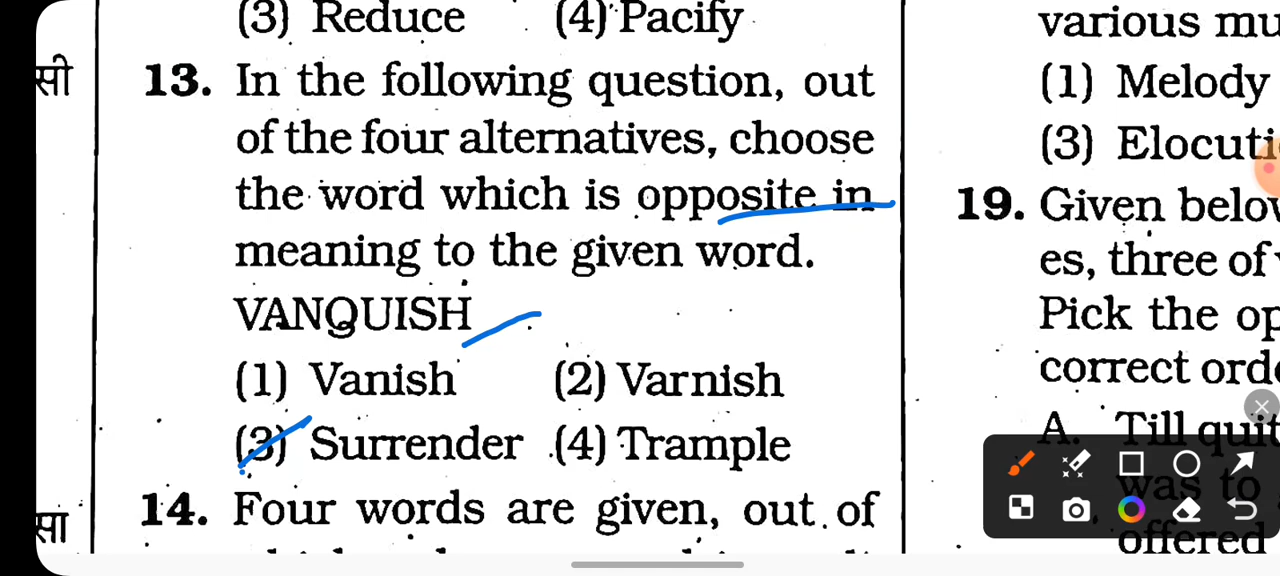 सी
सा
(3) Reduce (4) Pacify
13. In the following question, out
of the four alternatives, choose
the word which is opposite in
meaning to the given word.
VANQUISH
(1) Vanish (2) Varnish
(3) Surrender (4) Trample
14. Four words are given, out of
various mu
(1) Melody
(3) Elocuti
19. Given below
es, three of
Pick the op
correct orde
A. Till quit
was to
offered